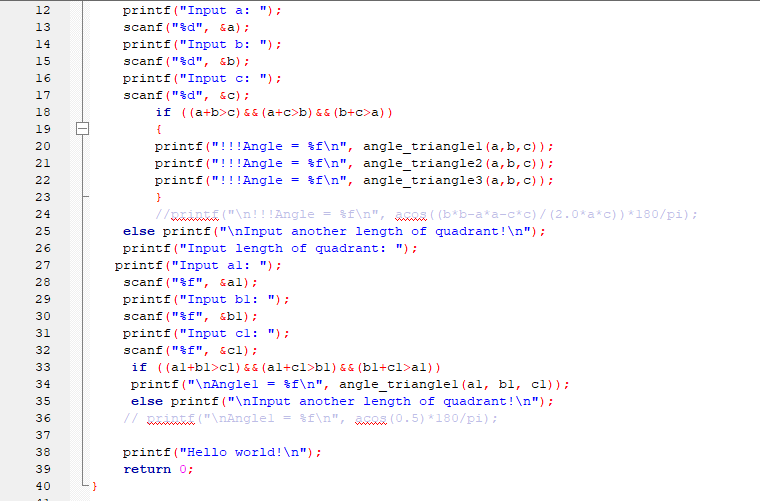 12 printf("Input a: ");
13 scanf("%d", &a);
14 printf("Input b: ");
15 scanf("%d", &b);
16 printf("Input c: ");
17 scanf("%d", &c);
18 if ((a+b>c)&&(a+c>b)&&(b+c>a))
19 {
20 printf("!!!Angle = %f\n", angle_triangle1(a,b,c));
21 printf("!!!Angle = %f\n", angle_triangle2(a,b,c));
22 printf("!!!Angle = %f\n", angle_triangle3(a,b,c));
23 }
24 //printf("\n!!!Angle = %f\n", acos((b*b-a*a-c*c)/(2.0*a*c))*180/pi);
25 else printf("\nInput another length of quadrant!\n");
26 printf("Input length of quadrant: ");
27 printf("Input a1: ");
28 scanf("%f", &a1);
29 printf("Input b1: ");
30 scanf("%f", &b1);
31 printf("Input c1: ");
32 scanf("%f", &c1);
33 if ((a1+b1>c1)&&(a1+c1>b1)&&(b1+c1>a1))
34 printf("\nAngle1 = %f\n", angle_triangle1(a1, b1, c1));
35 else printf("\nInput another length of quadrant!\n");
36 // printf("\nAngle1 = %f\n", acos(0.5)*180/pi);
37
38 printf("Hello world!\n");
39 return 0;
40 }